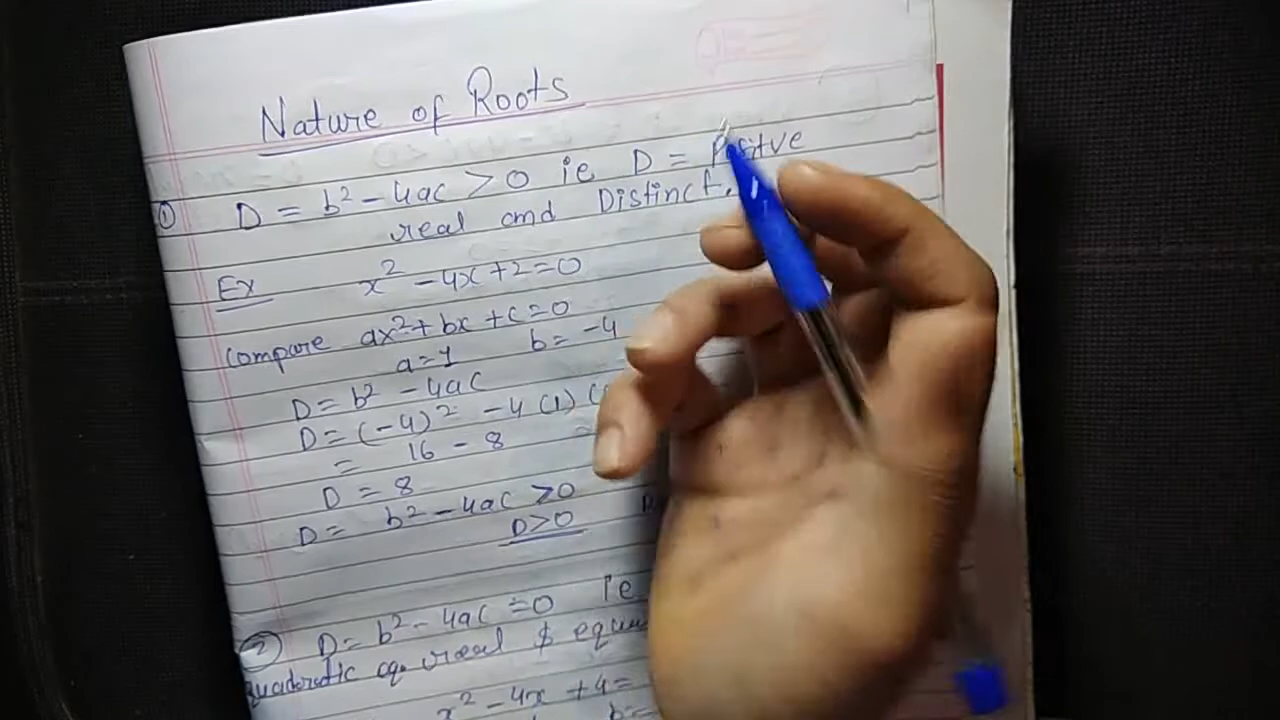 Nature of Roots
① D = b² - 4ac > 0 ie D = Positve
real and Distinct.
Ex x² - 4x + 2 = 0
Compare ax² + bx + c = 0
a = 1 b = -4
D = b² - 4ac
D = (-4)² - 4 (1) (
= 16 - 8
D = 8
D = b² - 4ac > 0
D > 0
② D = b² - 4ac = 0 ie
quadratic eq. real &
x² - 4x + 4 =
b =